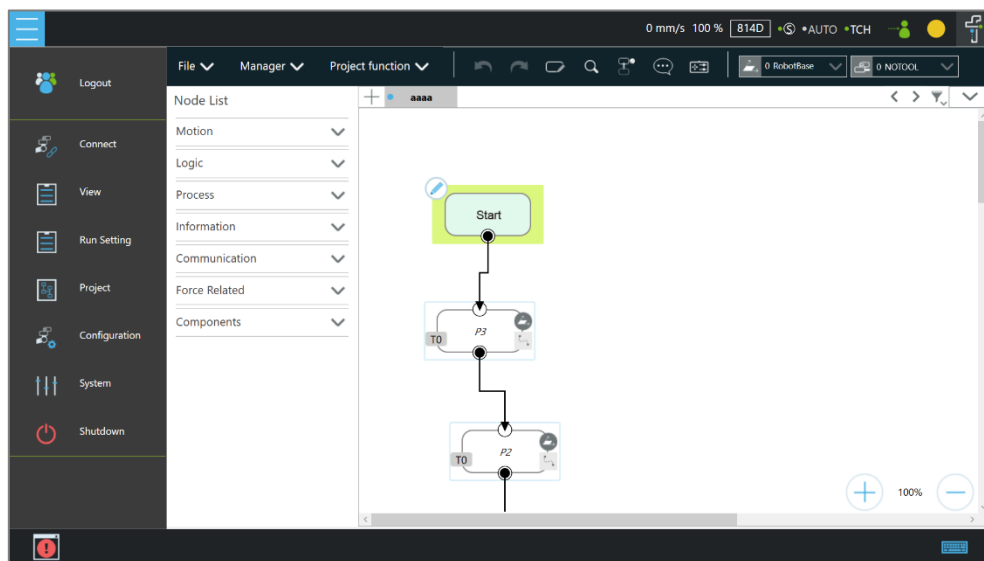 0 mm/s 100 % 814D •Ⓢ •AUTO •TCH
Logout
Connect
View
Run Setting
Project
Configuration
System
Shutdown
File Manager Project function 0 RobotBase 0 NOTOOL
Node List
Motion
Logic
Process
Information
Communication
Force Related
Components
aaaa
Start
P3
T0
P2
T0
100%